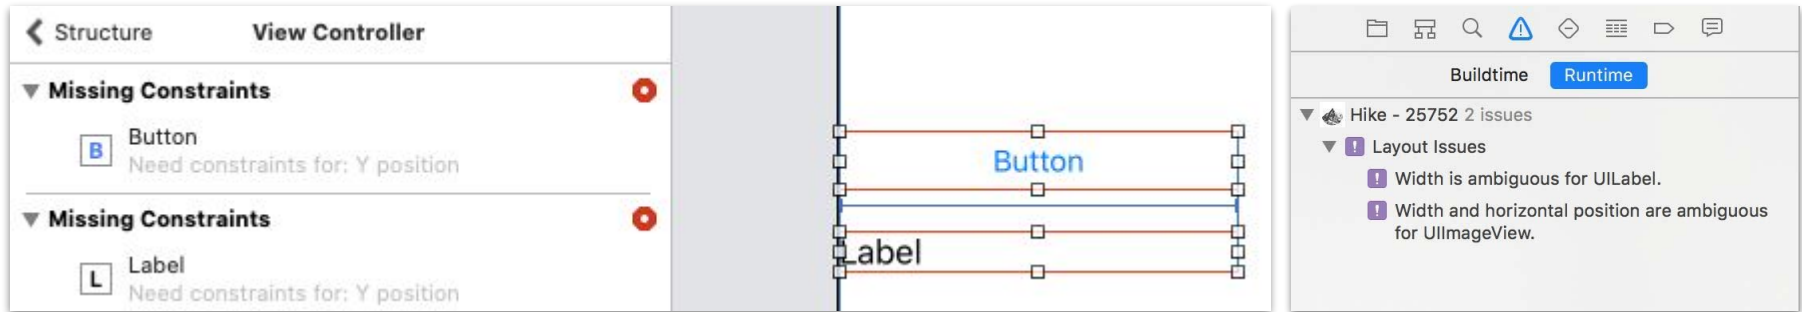 Structure
View Controller
Missing Constraints
B
Button
Need constraints for: Y position
Missing Constraints
L
Label
Need constraints for: Y position
Button
Label
Buildtime
Runtime
Hike - 25752 2 issues
! Layout Issues
! Width is ambiguous for UILabel.
! Width and horizontal position are ambiguous
for UIImageView.